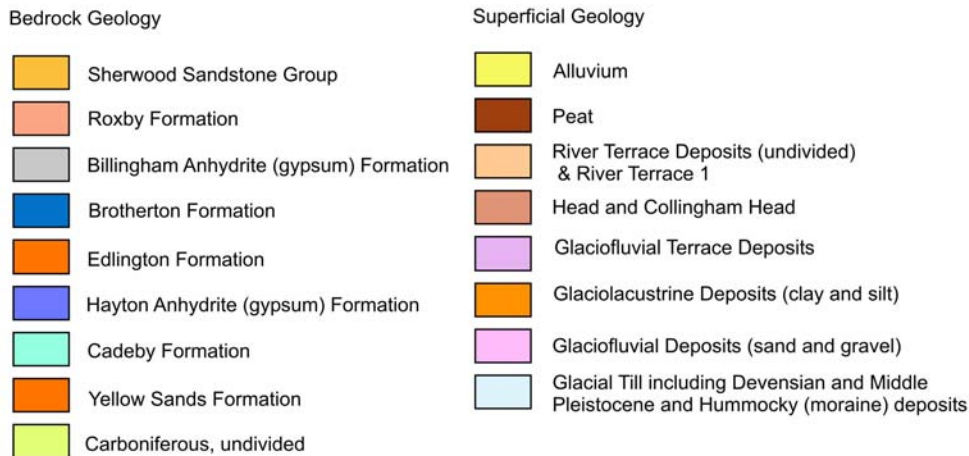 Bedrock Geology
Sherwood Sandstone Group
Roxby Formation
Billingham Anhydrite (gypsum) Formation
Brotherton Formation
Edlington Formation
Hayton Anhydrite (gypsum) Formation
Cadeby Formation
Yellow Sands Formation
Carboniferous, undivided
Superficial Geology
Alluvium
Peat
River Terrace Deposits (undivided)
& River Terrace 1
Head and Collingham Head
Glaciofluvial Terrace Deposits
Glaciolacustrine Deposits (clay and silt)
Glaciofluvial Deposits (sand and gravel)
Glacial Till including Devensian and Middle
Pleistocene and Hummocky (moraine) deposits